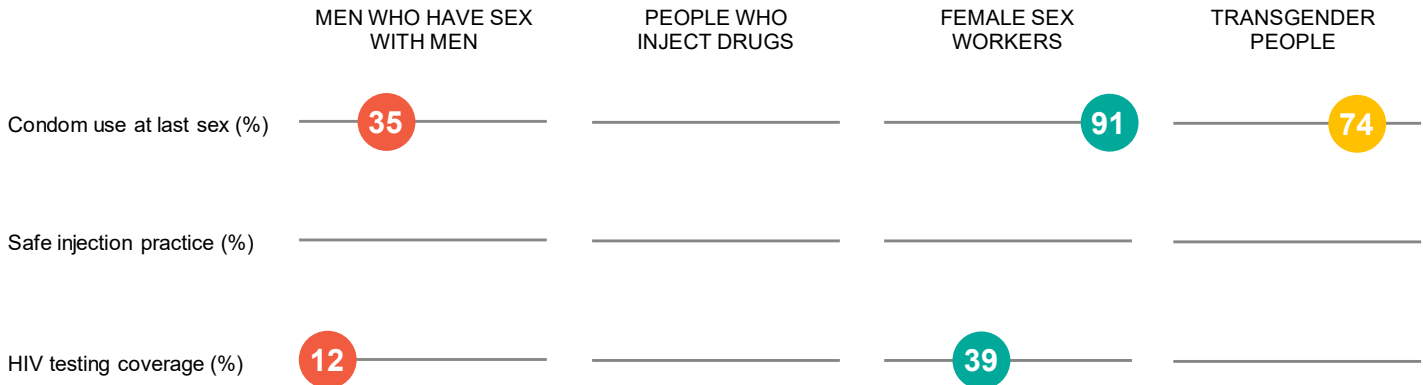 MEN WHO HAVE SEX
WITH MEN
PEOPLE WHO
INJECT DRUGS
FEMALE SEX
WORKERS
TRANSGENDER
PEOPLE
Condom use at last sex (%)
35
91
74
Safe injection practice (%)
HIV testing coverage (%)
12
39